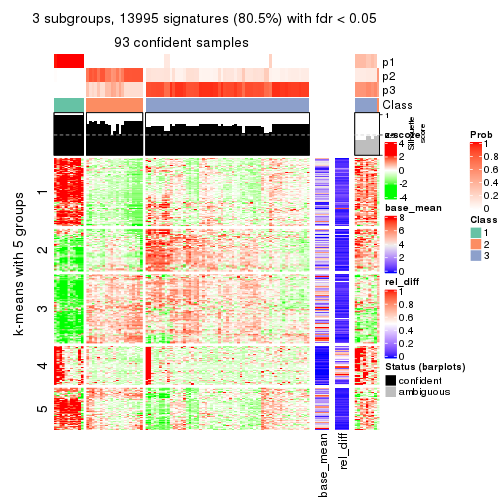 3 subgroups, 13995 signatures (80.5%) with fdr < 0.05
93 confident samples
p1
p2
p3
Class
1
Silhouette
score
k-means with 5 groups
1
2
3
4
5
base_mean
rel_diff
z-score
4
2
0
-2
-4
base_mean
8
6
4
2
0
rel_diff
1
0.8
0.6
0.4
0.2
0
Status (barplots)
confident
ambiguous
Prob
1
0.8
0.6
0.4
0.2
0
Class
1
2
3